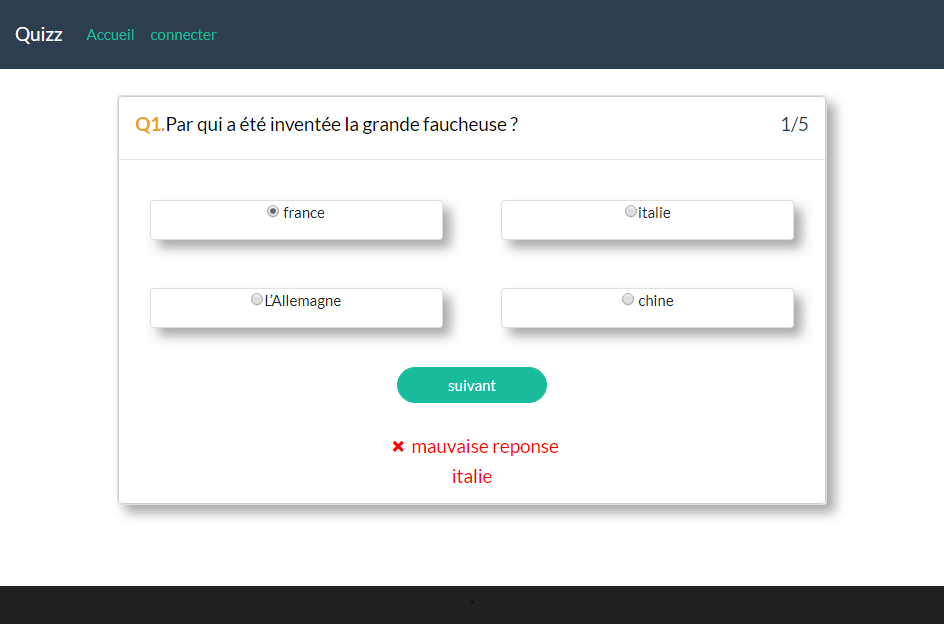 Quizz Accueil connecter
Q1.Par qui a été inventée la grande faucheuse ? 1/5
france italie
L'Allemagne chine
suivant
✖ mauvaise reponse
italie
.